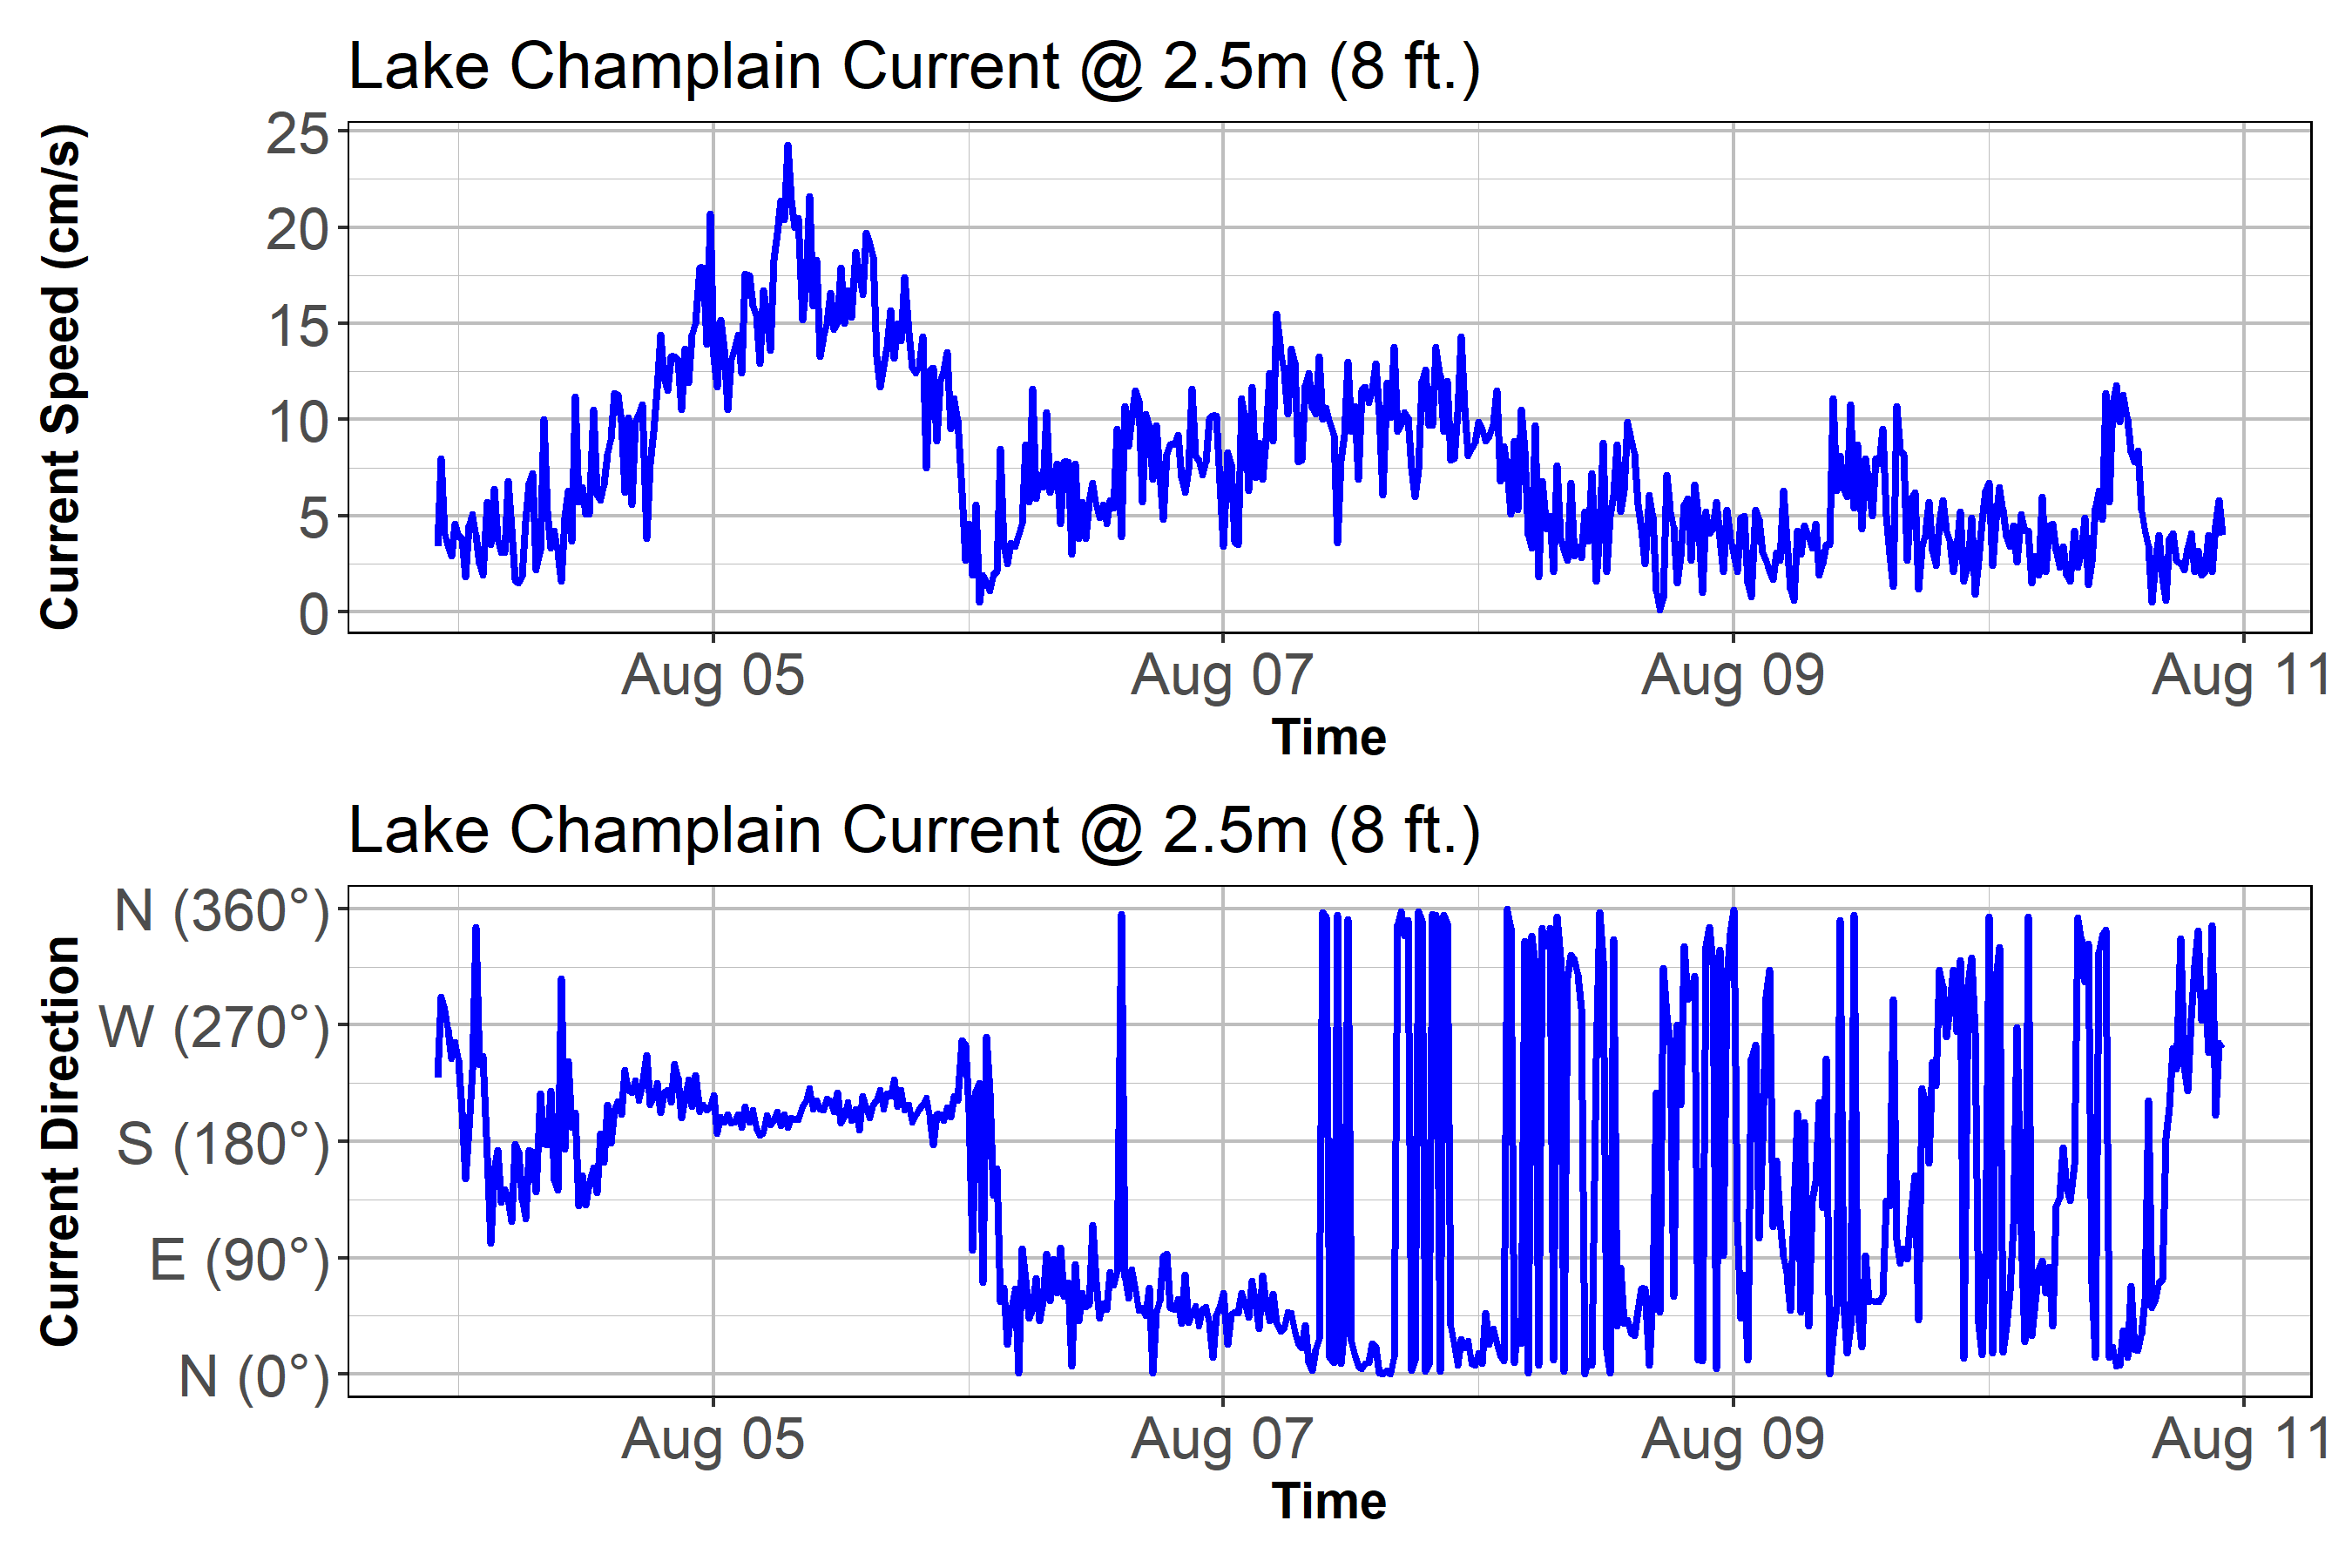 Lake Champlain Current @ 2.5m (8 ft.)
Current Speed (cm/s)
25
20
15
10
5
0
Aug 05 Aug 07 Aug 09 Aug 11
Time
Lake Champlain Current @ 2.5m (8 ft.)
Current Direction
N (360°)
W (270°)
S (180°)
E (90°)
N (0°)
Aug 05 Aug 07 Aug 09 Aug 11
Time